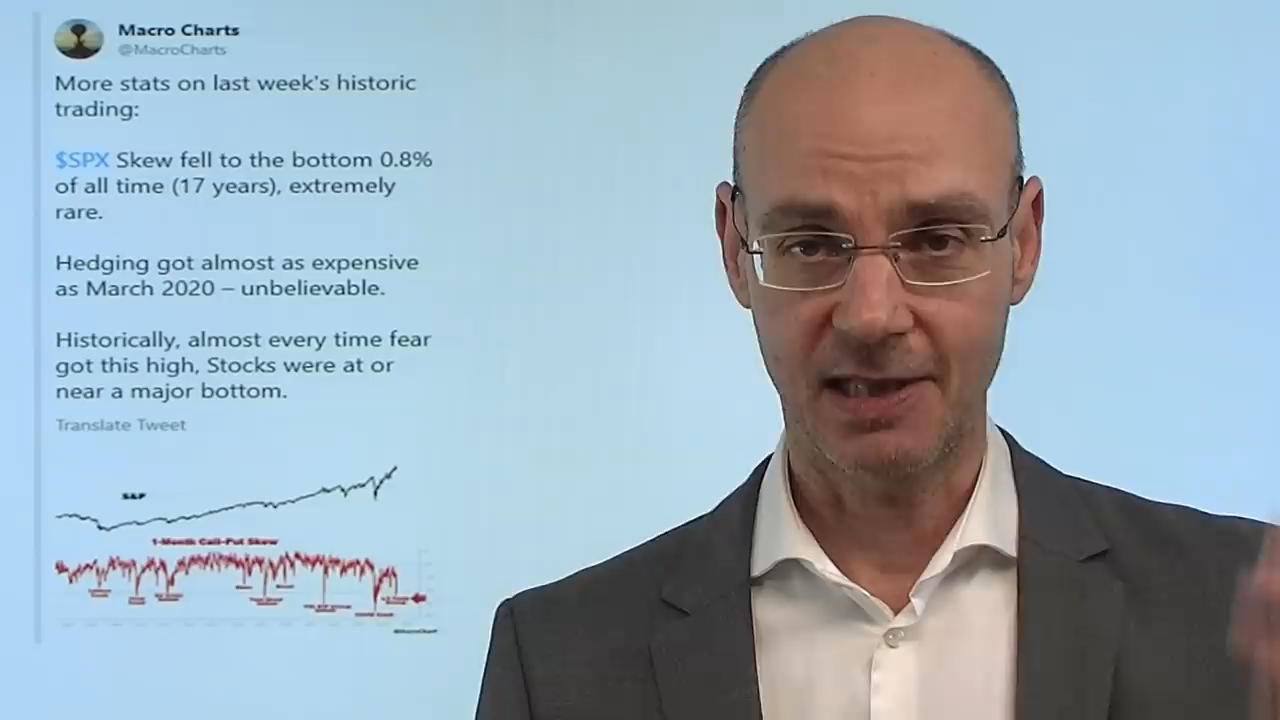 Macro Charts
@MacroCharts
More stats on last week's historic
trading:
$SPX Skew fell to the bottom 0.8%
of all time (17 years), extremely
rare.
Hedging got almost as expensive
as March 2020 – unbelievable.
Historically, almost every time fear
got this high, Stocks were at or
near a major bottom.
Translate Tweet
S&P
1-Month Call-Put Skew
@MacroChart